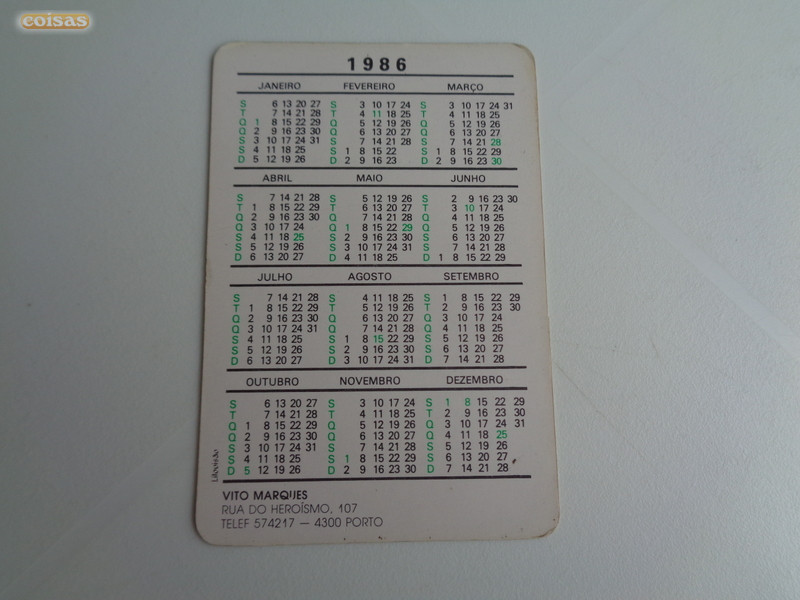 coisas
1986
JANEIRO FEVEREIRO MARÇO
S 6 13 20 27 S 3 10 17 24 S 3 10 17 24 31
T 7 14 21 28 T 4 11 18 25 T 4 11 18 25
Q 1 8 15 22 29 Q 5 12 19 26 Q 5 12 19 26
Q 2 9 16 23 30 Q 6 13 20 27 Q 6 13 20 27
S 3 10 17 24 31 S 7 14 21 28 S 7 14 21 28
S 4 11 18 25 S 1 8 15 22 S 1 8 15 22 29
D 5 12 19 26 D 2 9 16 23 D 2 9 16 23 30
ABRIL MAIO JUNHO
S 7 14 21 28 S 5 12 19 26 S 2 9 16 23 30
T 1 8 15 22 29 T 6 13 20 27 T 3 10 17 24
Q 2 9 16 23 30 Q 7 14 21 28 Q 4 11 18 25
Q 3 10 17 24 Q 1 8 15 22 29 Q 5 12 19 26
S 4 11 18 25 S 2 9 16 23 30 S 6 13 20 27
S 5 12 19 26 S 3 10 17 24 31 S 7 14 21 28
D 6 13 20 27 D 4 11 18 25 D 1 8 15 22 29
JULHO AGOSTO SETEMBRO
S 7 14 21 28 S 4 11 18 25 S 1 8 15 22 29
T 1 8 15 22 29 T 5 12 19 26 T 2 9 16 23 30
Q 2 9 16 23 30 Q 6 13 20 27 Q 3 10 17 24
Q 3 10 17 24 31 Q 7 14 21 28 Q 4 11 18 25
S 4 11 18 25 S 1 8 15 22 29 S 5 12 19 26
S 5 12 19 26 S 2 9 16 23 30 S 6 13 20 27
D 6 13 20 27 D 3 10 17 24 31 D 7 14 21 28
OUTUBRO NOVEMBRO DEZEMBRO
S 6 13 20 27 S 3 10 17 24 S 1 8 15 22 29
T 7 14 21 28 T 4 11 18 25 T 2 9 16 23 30
Q 1 8 15 22 29 Q 5 12 19 26 Q 3 10 17 24 31
Q 2 9 16 23 30 Q 6 13 20 27 Q 4 11 18 25
S 3 10 17 24 31 S 7 14 21 28 S 5 12 19 26
S 4 11 18 25 S 1 8 15 22 29 S 6 13 20 27
D 5 12 19 26 D 2 9 16 23 30 D 7 14 21 28
VITO MARQUES
RUA DO HEROÍSMO, 107
TELEF 574217 — 4300 PORTO